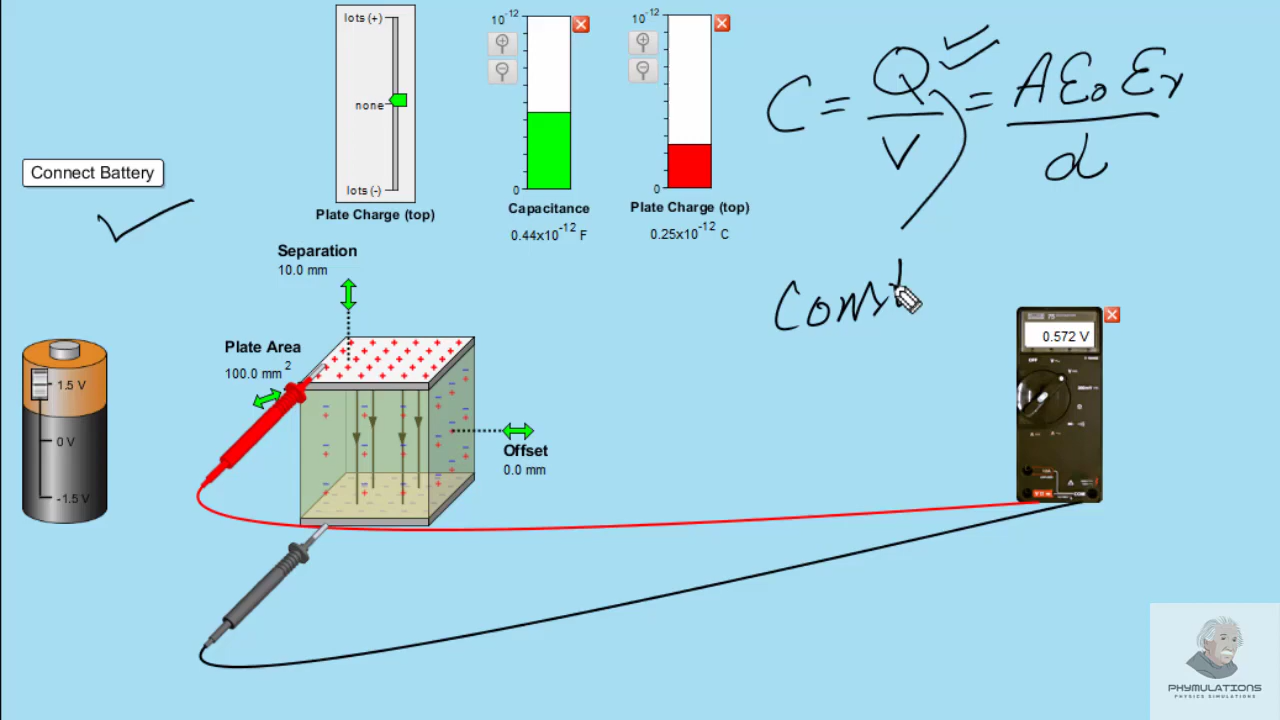 lots (+)
none
lots (-)
Plate Charge (top)
10-12
0
Capacitance
0.44x10-12 F
10-12
0
Plate Charge (top)
0.25x10-12 C
C = Q/V = Aε₀εr/d
Connect Battery
Separation
10.0 mm
Const
0.572 V
Plate Area
100.0 mm 2
1.5 V
0 V
-1.5 V
Offset
0.0 mm
PHYMULATIONS
PHYSICS SIMULATIONS